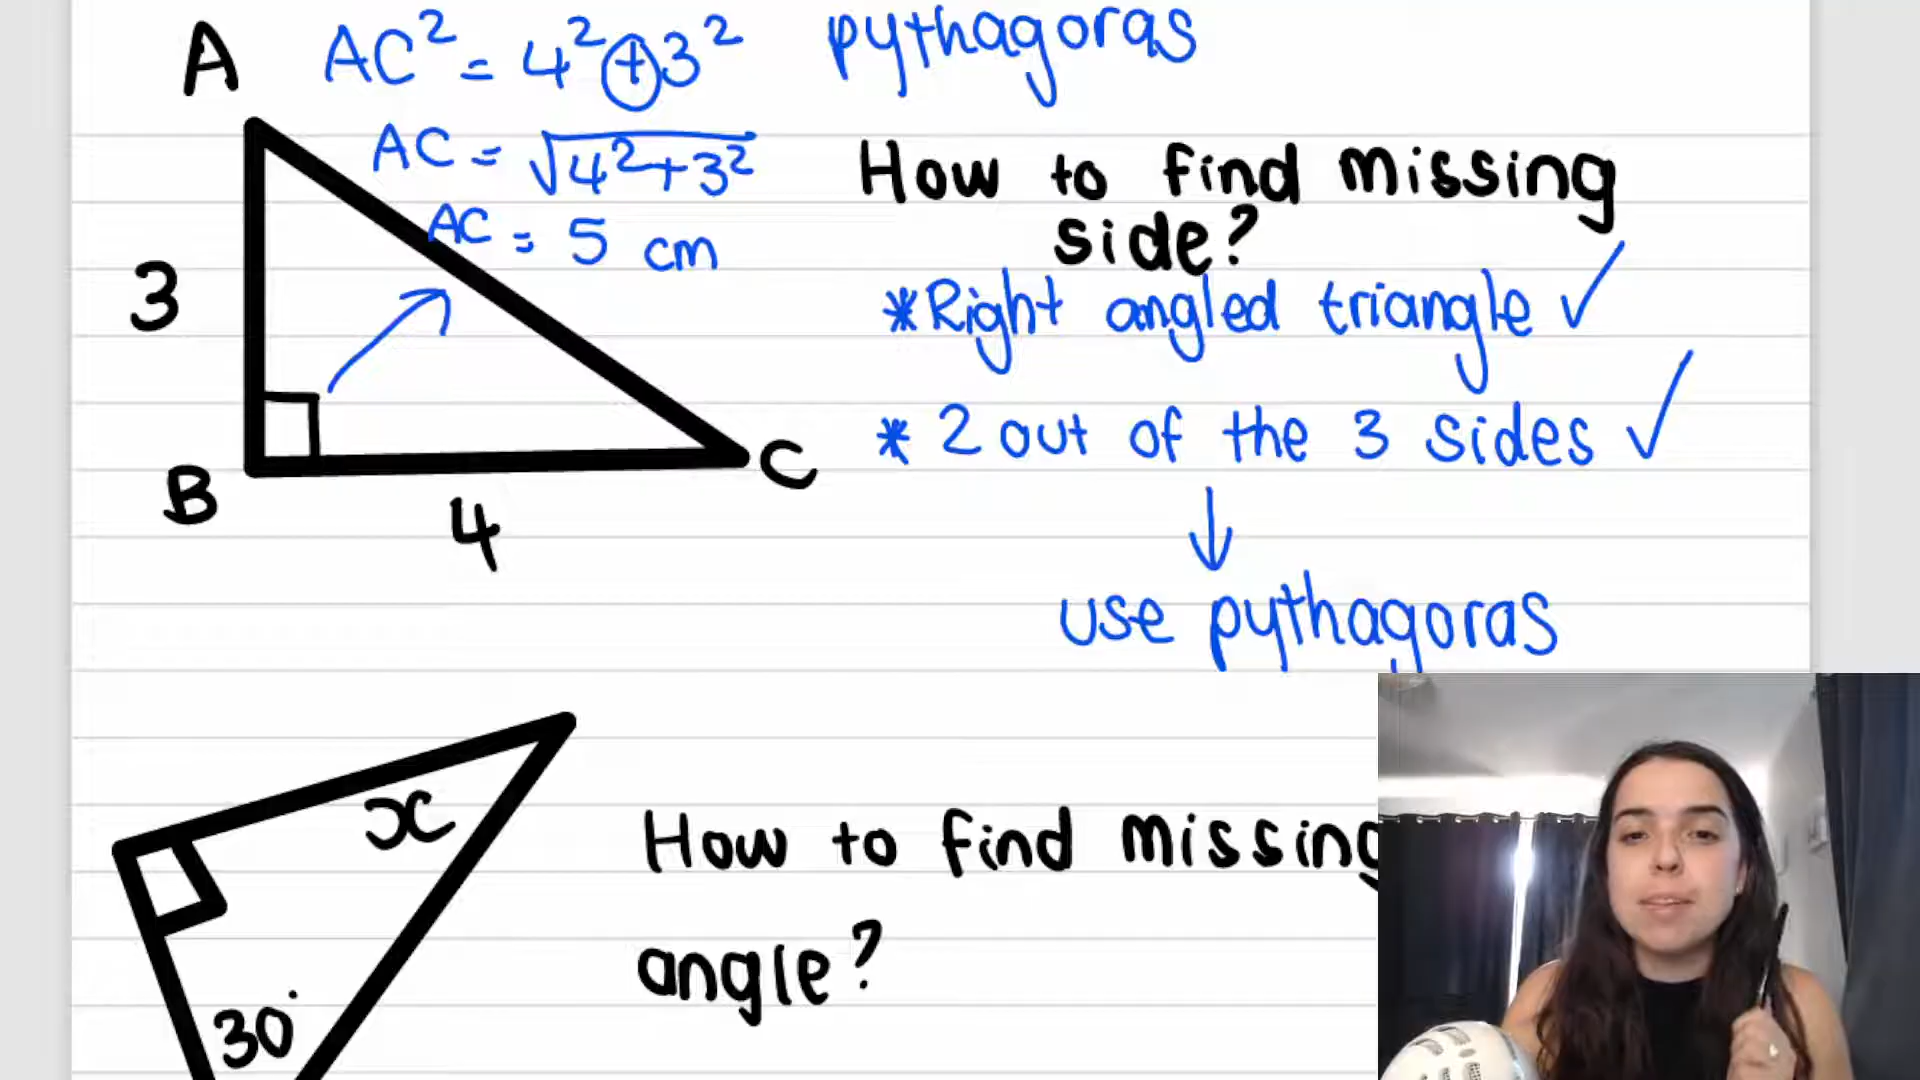 A
AC² = 4² + 3²
pythagoras
AC = √4²+3²
AC = 5 cm
How to find missing
side?
3
*Right angled triangle ✓
* 2 out of the 3 sides ✓
B
C
4
↓
use pythagoras
x
How to find missing
angle?
30°